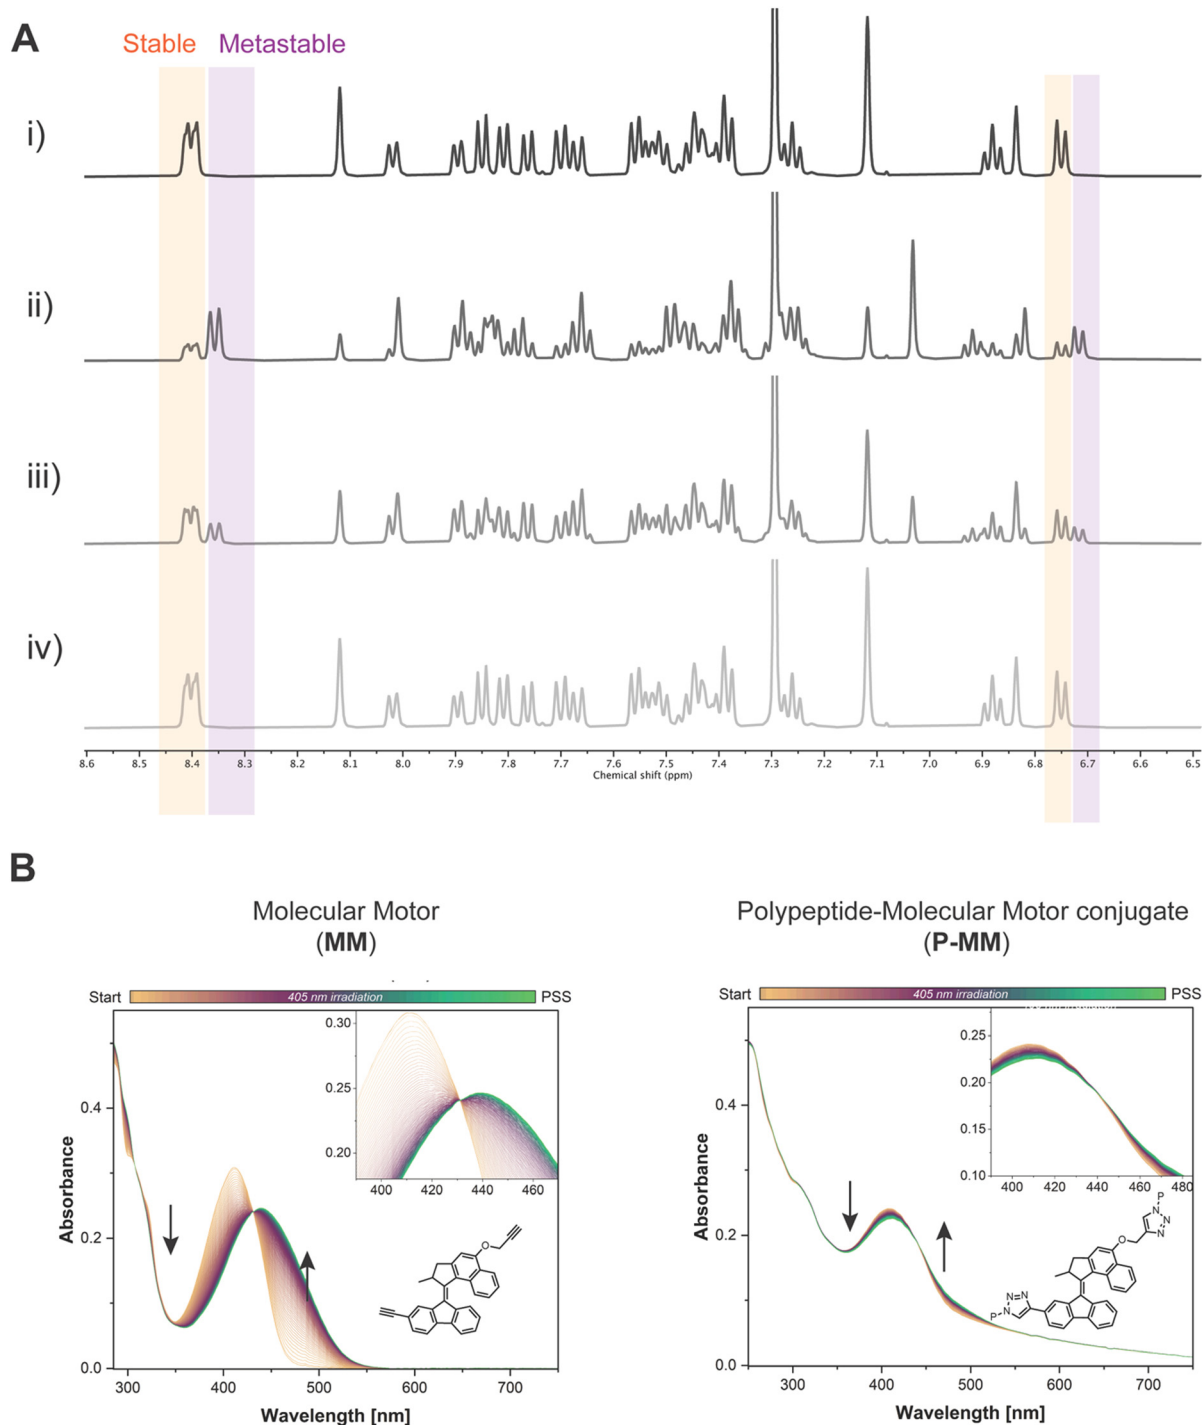 A
Stable Metastable
i)
ii)
iii)
iv)
8.6 8.5 8.4 8.3 8.2 8.1 8.0 7.9 7.8 7.7 7.6 7.5 7.4 7.3 7.2 7.1 7.0 6.9 6.8 6.7 6.6 6.5
Chemical shift (ppm)
B
Molecular Motor
(MM)
Start 405 nm irradiation PSS
0.30
0.25
0.20
400 420 440 460
0.4
0.2
0.0
Absorbance
O
300 400 500 600 700
Wavelength [nm]
Polypeptide-Molecular Motor conjugate
(P-MM)
Start 405 nm irradiation PSS
0.25
0.20
0.15
0.10
400 420 440 460 480
0.4
0.2
0.0
Absorbance
P
N
N
N
O
N N
N
P
300 400 500 600 700
Wavelength [nm]